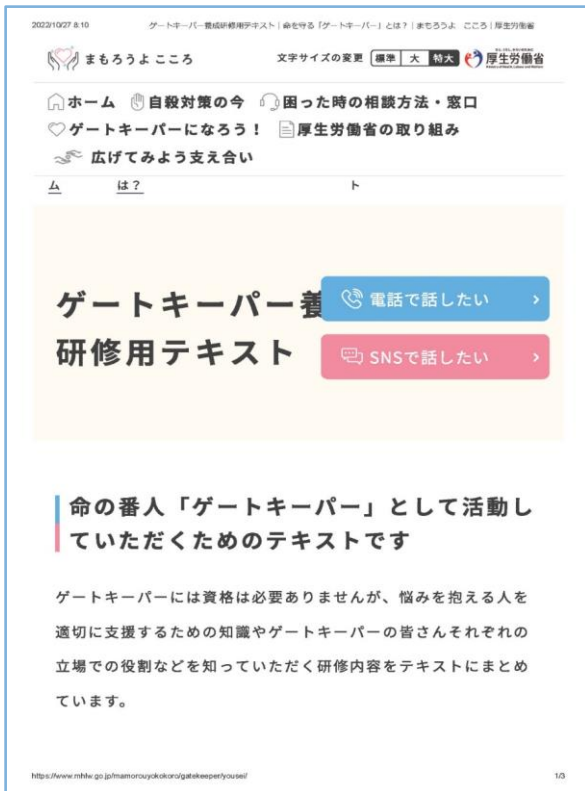 2022/10/27 8:10 ゲートキーパー養成研修用テキスト｜命を守る「ゲートキーパー」とは？｜まもろうよ こころ｜厚生労働省
まもろうよ こころ 文字サイズの変更 標準 大 特大 厚生労働省
ホーム 自殺対策の今 困った時の相談方法・窓口
ゲートキーパーになろう！ 厚生労働省の取り組み
広げてみよう支え合い
ム は？ ト
ゲートキーパー養
電話で話したい
研修用テキスト
SNSで話したい
命の番人「ゲートキーパー」として活動し
ていただくためのテキストです
ゲートキーパーには資格は必要ありませんが、悩みを抱える人を
適切に支援するための知識やゲートキーパーの皆さんそれぞれの
立場での役割などを知っていただく研修内容をテキストにまとめ
ています。
https://www.mhlw.go.jp/mamorouyokokoro/gatekeeper/yousei/ 1/3